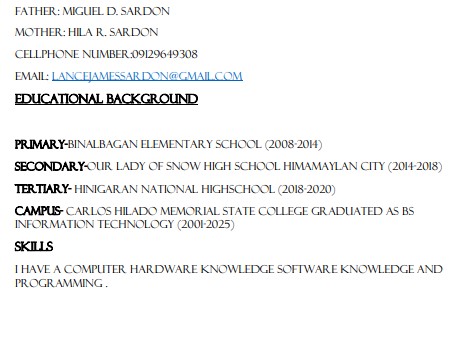 FATHER: MIGUEL D. SARDON
MOTHER: HILA R. SARDON
CELLPHONE NUMBER:09129649308
EMAIL: LANCEJAMESSARDON@GMAIL.COM
EDUCATIONAL BACKGROUND
PRIMARY-BINALBAGAN ELEMENTARY SCHOOL (2008-2014)
SECONDARY-OUR LADY OF SNOW HIGH SCHOOL HIMAMAYLAN CITY (2014-2018)
TERTIARY- HINIGARAN NATIONAL HIGHSCHOOL (2018-2020)
CAMPUS- CARLOS HILADO MEMORIAL STATE COLLEGE GRADUATED AS BS
INFORMATION TECHNOLOGY (2001-2025)
SKILLS
I HAVE A COMPUTER HARDWARE KNOWLEDGE SOFTWARE KNOWLEDGE AND
PROGRAMMING .